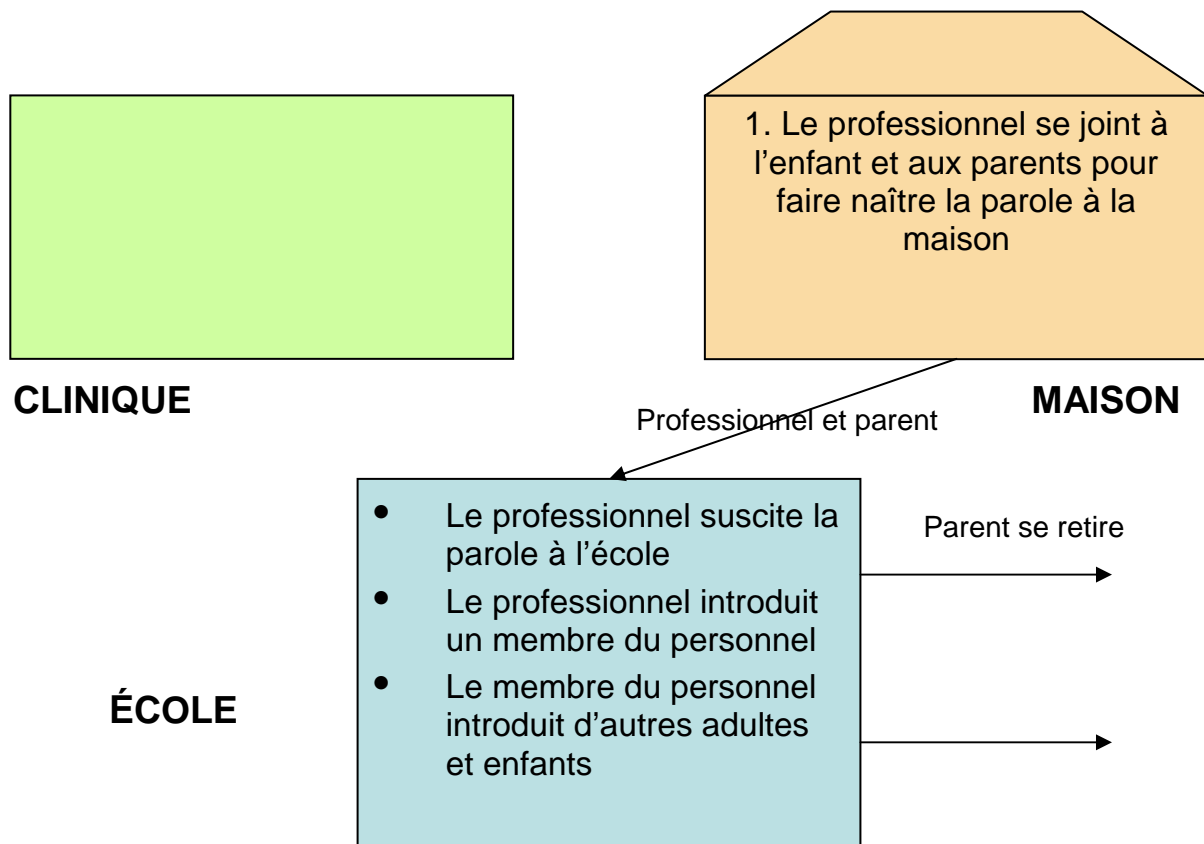 1. Le professionnel se joint à
l’enfant et aux parents pour
faire naître la parole à la
maison
CLINIQUE
MAISON
Professionnel et parent
• Le professionnel suscite la
parole à l’école
• Le professionnel introduit
un membre du personnel
• Le membre du personnel
introduit d’autres adultes
et enfants
Parent se retire
ÉCOLE